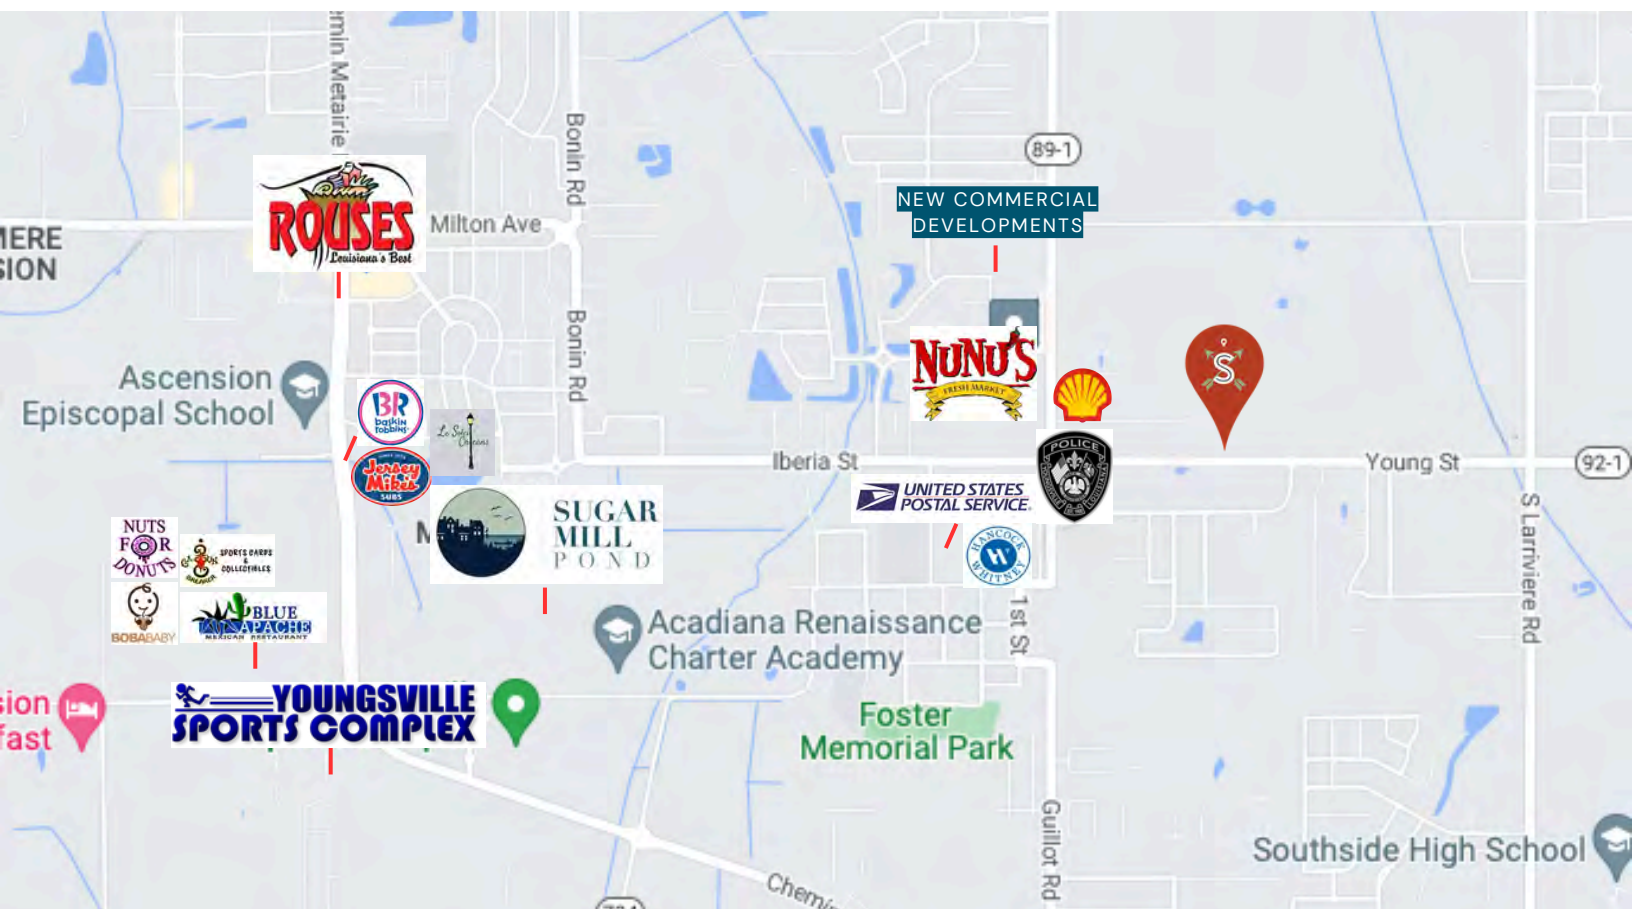 emin Metairie
Bonin Rd
89-1
NEW COMMERCIAL
DEVELOPMENTS
MERE
SION
ROUSES
Louisiana's Best
Milton Ave
Bonin Rd
NUNU'S
FRESH MARKET
S
Ascension
Episcopal School
BR
baskin
robbins
Jersey
Mike's
SUBS
Iberia St
POLICE
Young St
92-1
UNITED STATES
POSTAL SERVICE
HANCOCK
WHITNEY
W
S Larriviere Rd
SUGAR
MILL
POND
M
NUTS
FOR
DONUTS
SPORTS CARDS
&
COLLECTIBLES
BOBABABY
BLUE
APACHE
MEXICAN RESTAURANT
Acadiana Renaissance
Charter Academy
1st St
sion
fast
YOUNGSVILLE
SPORTS COMPLEX
Foster
Memorial Park
Guillot Rd
Southside High School
Chemin